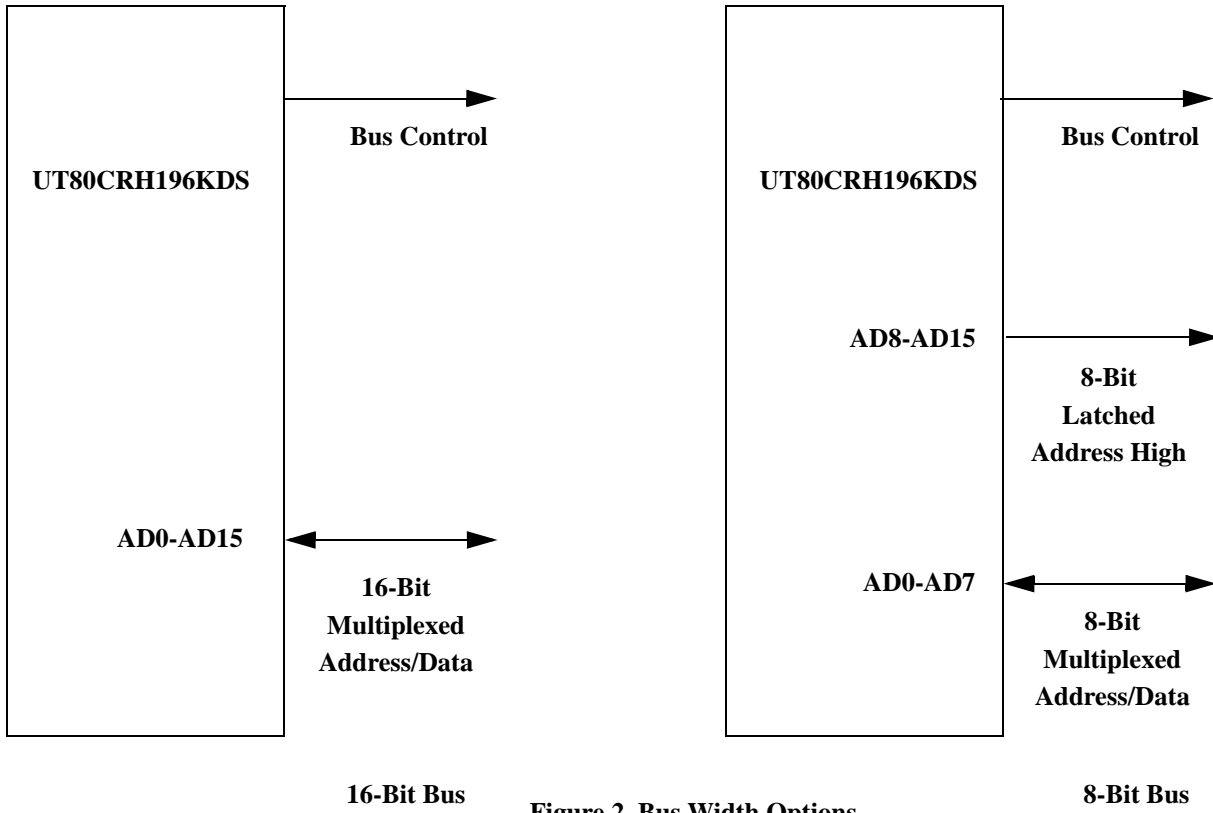 Bus Control
UT80CRH196KDS
AD0-AD15
16-Bit
Multiplexed
Address/Data
16-Bit Bus
Bus Control
UT80CRH196KDS
AD8-AD15
8-Bit
Latched
Address High
AD0-AD7
8-Bit
Multiplexed
Address/Data
8-Bit Bus
Figure 2. Bus Width Options